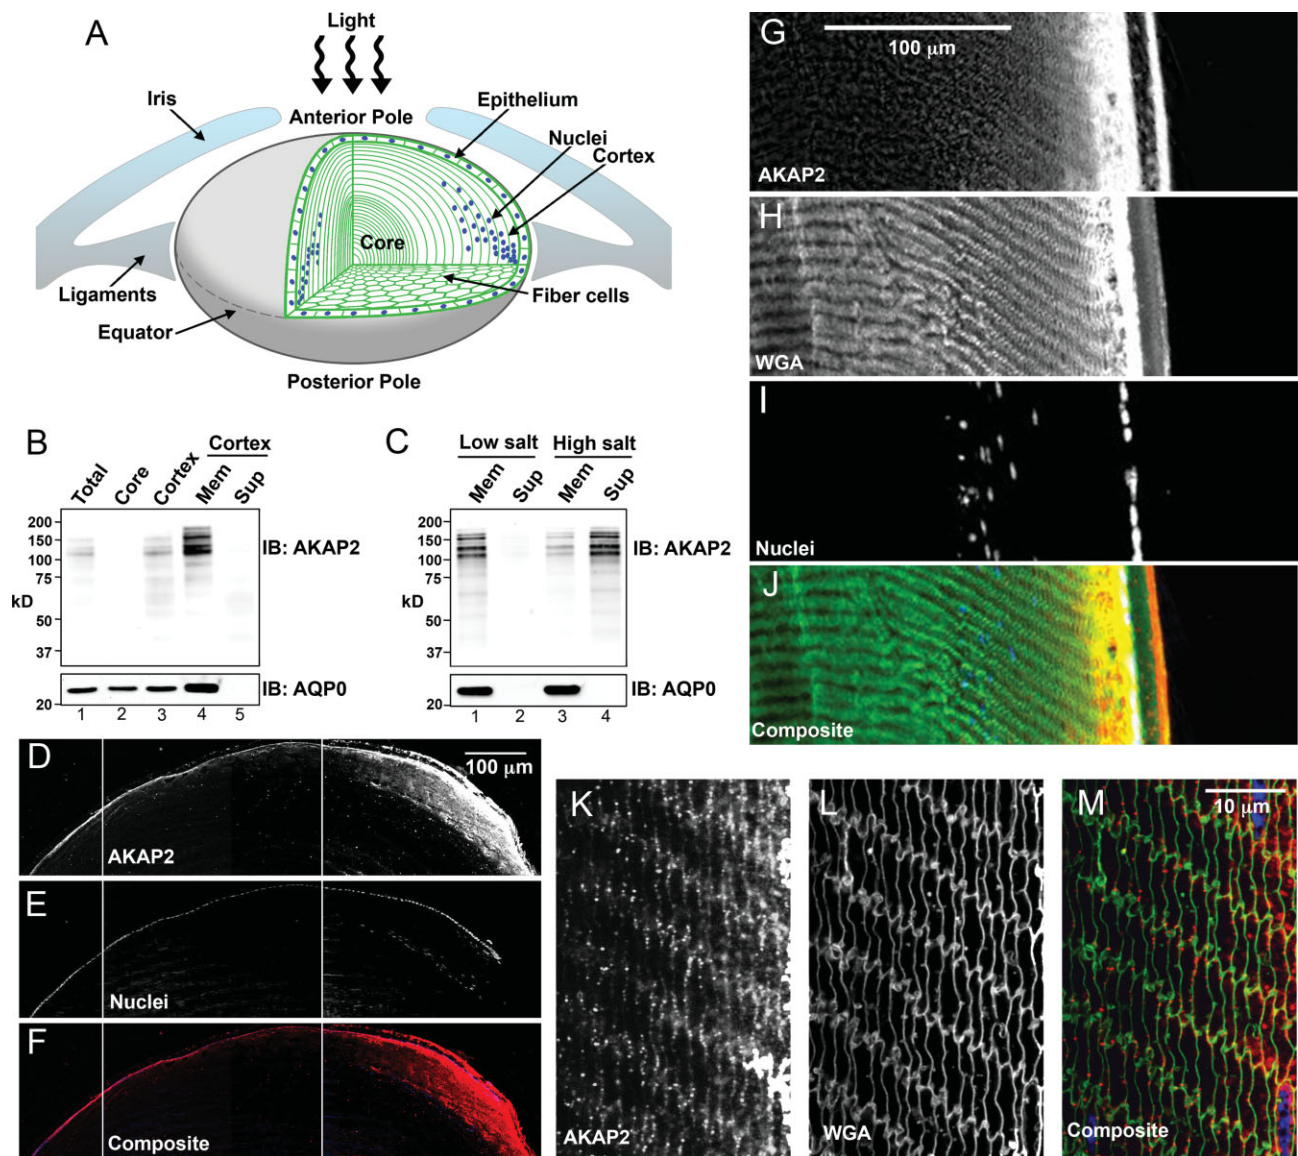 A
Light
Iris
Anterior Pole
Epithelium
Nuclei
Cortex
Core
Ligaments
Fiber cells
Equator
Posterior Pole
B
Cortex
Total
Core
Cortex
Mem
Sup
200
150
100
75
kD
50
37
20
IB: AKAP2
IB: AQP0
1 2 3 4 5
C
Low salt High salt
Mem
Sup
Mem
Sup
200
150
100
75
kD
50
37
20
IB: AKAP2
IB: AQP0
1 2 3 4
D
100 μm
AKAP2
E
Nuclei
F
Composite
G
100 μm
AKAP2
H
WGA
I
Nuclei
J
Composite
K
AKAP2
L
WGA
M
10 μm
Composite